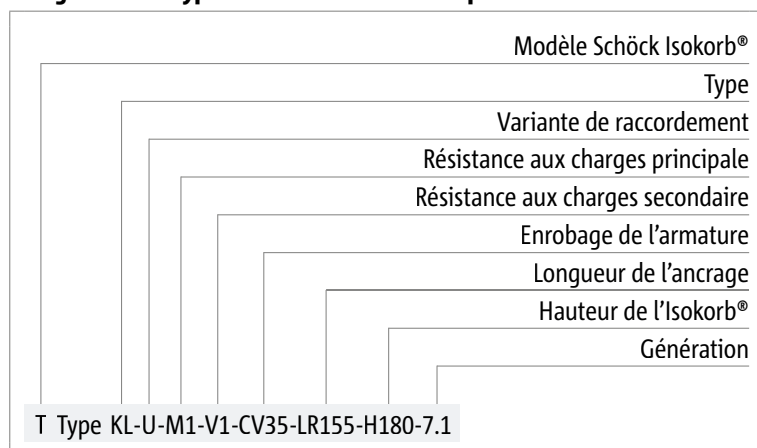 Modèle Schöck Isokorb®
Type
Variante de raccordement
Résistance aux charges principale
Résistance aux charges secondaire
Enrobage de l’armature
Longueur de l’ancrage
Hauteur de l’Isokorb®
Génération
T Type KL-U-M1-V1-CV35-LR155-H180-7.1